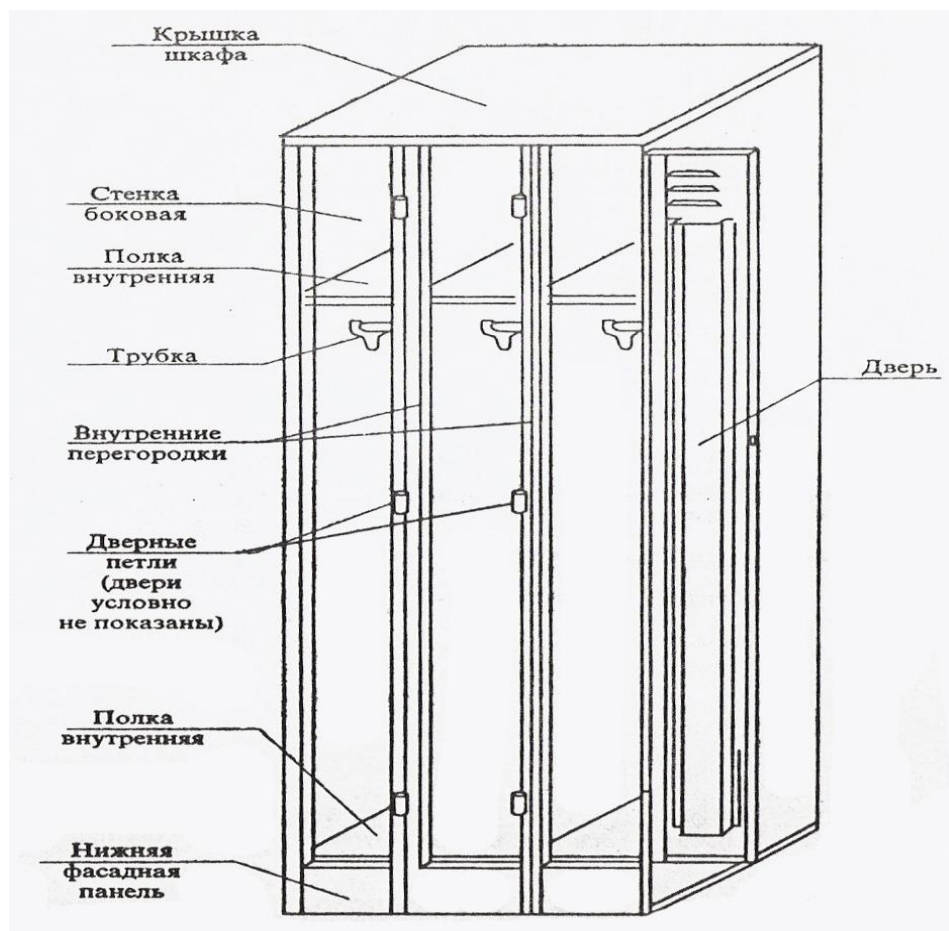 Крышка
шкафа
Стенка
боковая
Полка
внутренняя
Трубка
Дверь
Внутренние
перегородки
Дверные
петли
(двери
условно
не показаны)
Полка
внутренняя
Нижняя
фасадная
панель